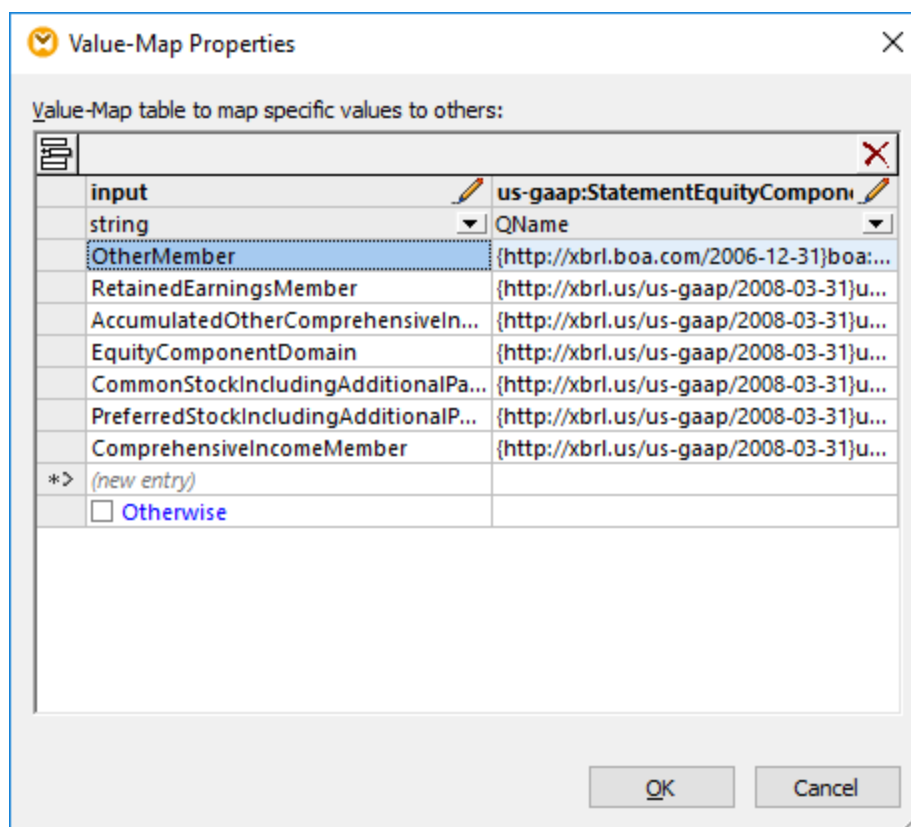 Value-Map Properties
Value-Map table to map specific values to others:
input us-gaap:StatementEquityCompon
string QName
OtherMember {http://xbrl.boa.com/2006-12-31}boa:...
RetainedEarningsMember {http://xbrl.us/us-gaap/2008-03-31}u...
AccumulatedOtherComprehensiveIn... {http://xbrl.us/us-gaap/2008-03-31}u...
EquityComponentDomain {http://xbrl.us/us-gaap/2008-03-31}u...
CommonStockIncludingAdditionalPa... {http://xbrl.us/us-gaap/2008-03-31}u...
PreferredStockIncludingAdditionalP... {http://xbrl.us/us-gaap/2008-03-31}u...
ComprehensiveIncomeMember {http://xbrl.us/us-gaap/2008-03-31}u...
(new entry)
Otherwise
OK Cancel